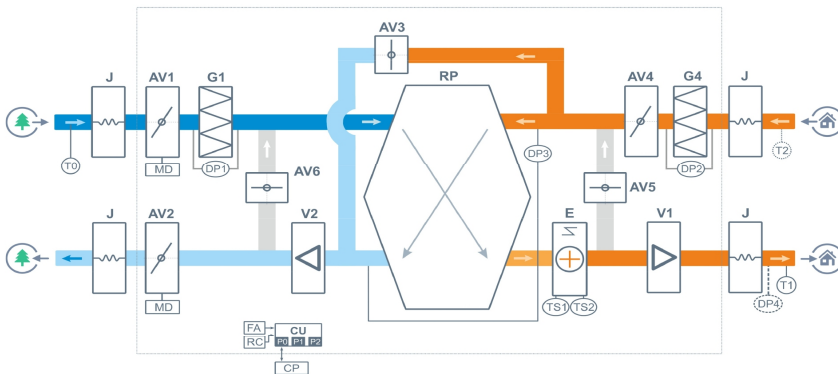 AV3
J AV1 G1 RP AV4 G4 J
T0 MD DP1 DP3 DP2 T2
AV6 AV5
J AV2 V2 E V1 J
MD TS1 TS2 DP4 T1
FA CU
RC P0 P1 P2
CP